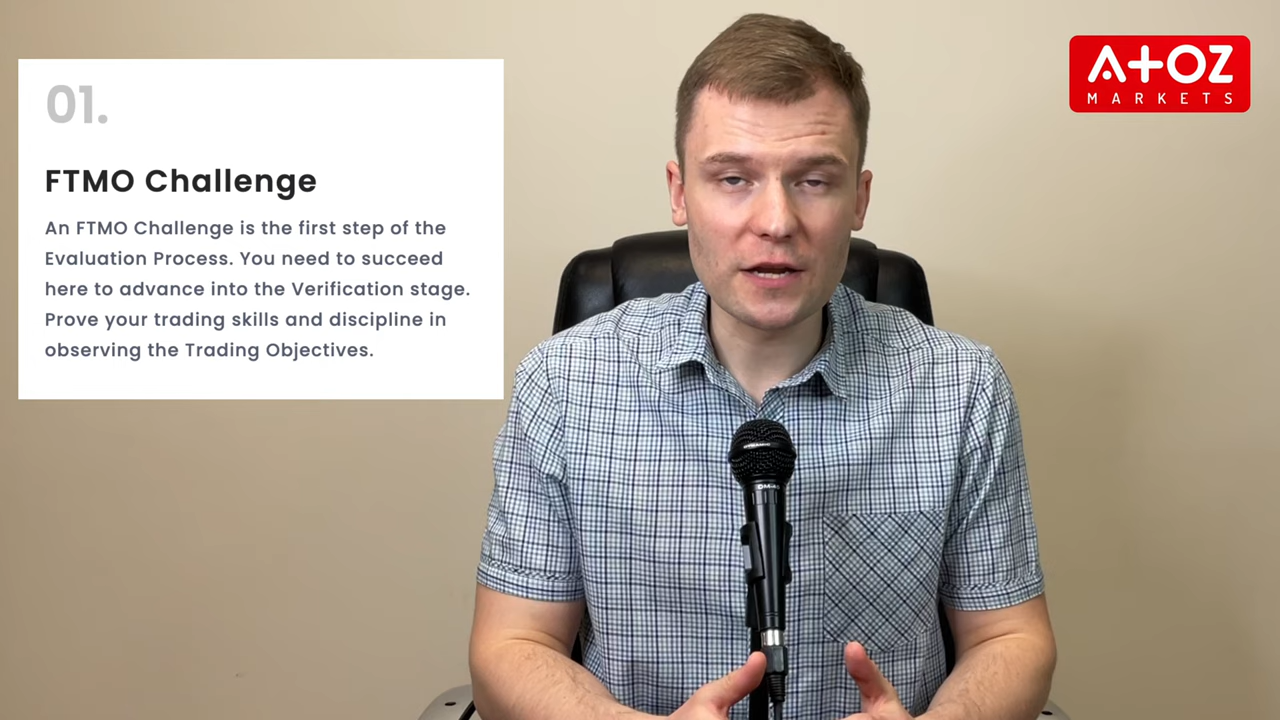 01.
FTMO Challenge
An FTMO Challenge is the first step of the
Evaluation Process. You need to succeed
here to advance into the Verification stage.
Prove your trading skills and discipline in
observing the Trading Objectives.
ATOZ
MARKETS